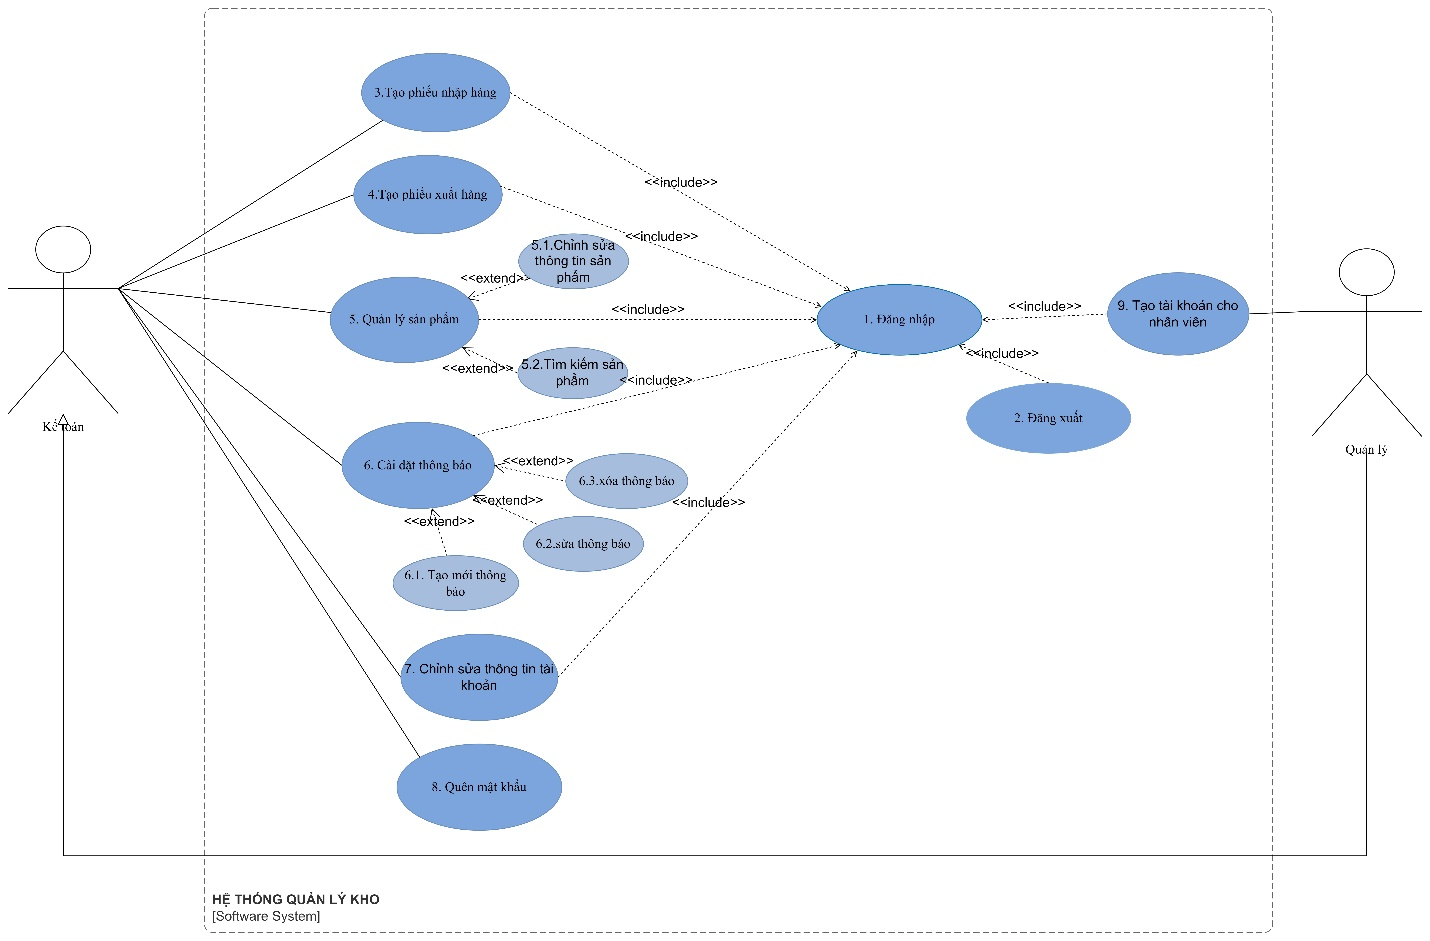 3.Tạo phiếu nhập hàng
<<include>>
4.Tạo phiếu xuất hàng
<<include>>
5.1.Chỉnh sửa
thông tin sản
phẩm
<<extend>>
5. Quản lý sản phẩm
<<include>>
1. Đăng nhập
<<include>>
9. Tạo tài khoản cho
nhân viên
<<extend>>
5.2.Tìm kiếm sản
phẩm
<<include>>
<<include>>
2. Đăng xuất
Kế toán
Quản lý
6. Cài đặt thông báo
<<extend>>
6.3.xóa thông báo
<<extend>>
<<include>>
<<extend>>
6.2.sửa thông báo
6.1. Tạo mới thông
báo
7. Chỉnh sửa thông tin tài
khoản
8. Quên mật khẩu
HỆ THỐNG QUẢN LÝ KHO
[Software System]